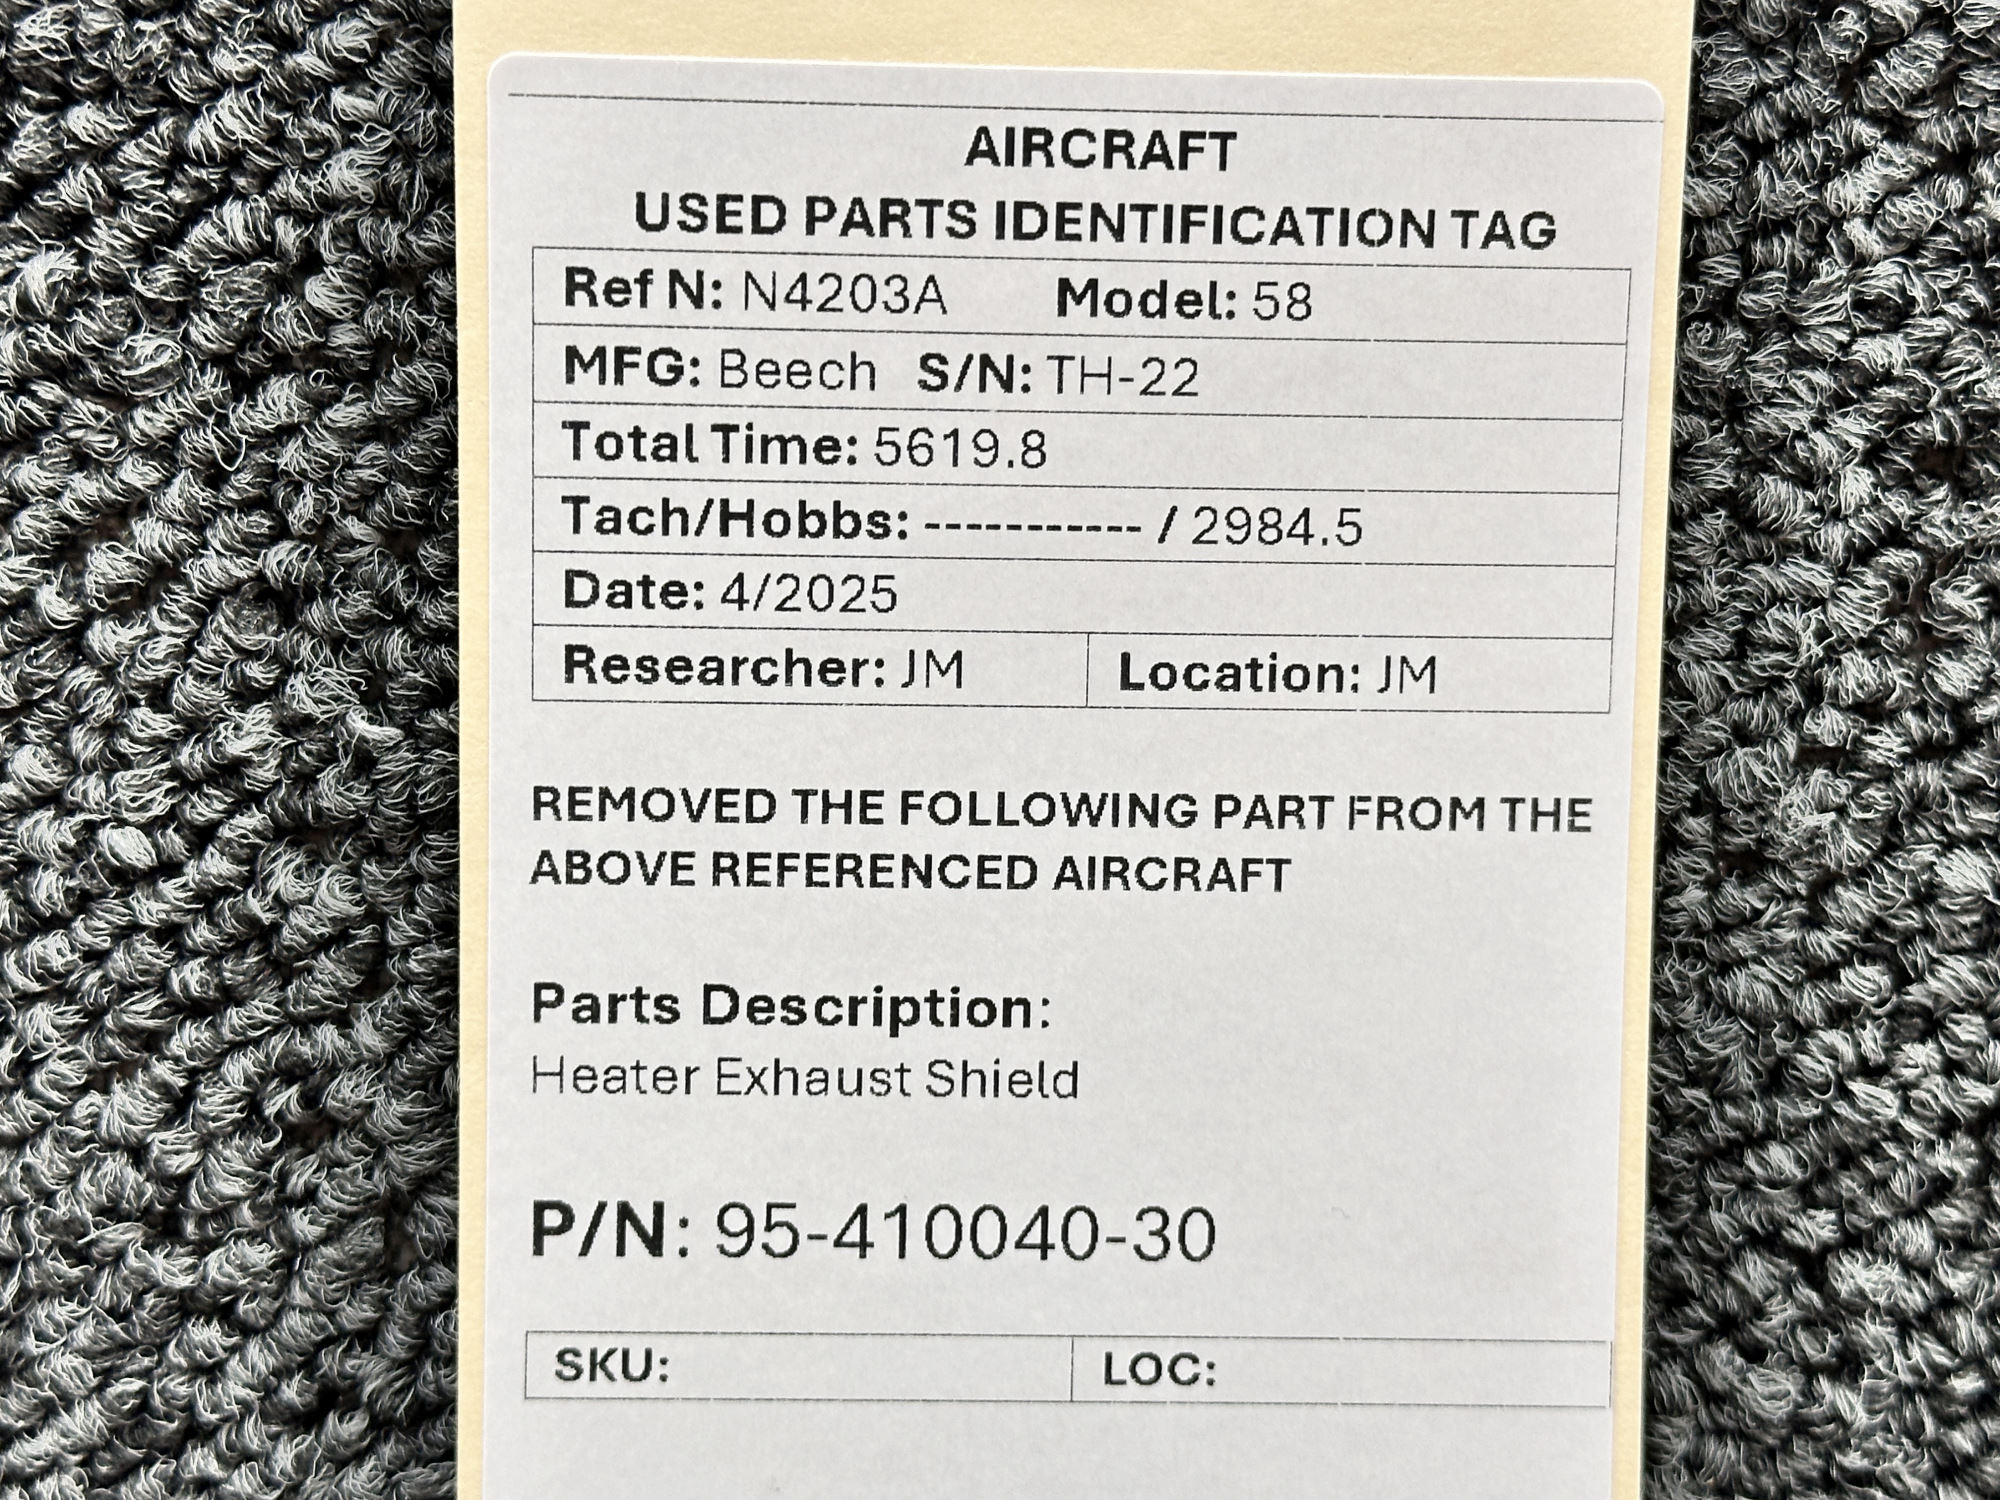 AIRCRAFT
USED PARTS IDENTIFICATION TAG
Ref N: N4203A Model: 58
MFG: Beech S/N: TH-22
Total Time: 5619.8
Tach/Hobbs: ----------- / 2984.5
Date: 4/2025
Researcher: JM Location: JM
REMOVED THE FOLLOWING PART FROM THE
ABOVE REFERENCED AIRCRAFT
Parts Description:
Heater Exhaust Shield
P/N: 95-410040-30
SKU: LOC: